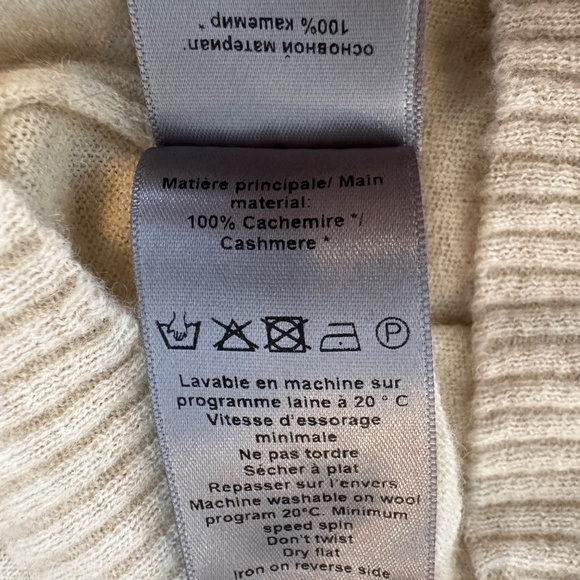 основной материал:
100% кашемир *
Matière principale/ Main
material:
100% Cachemire */
Cashmere *
P
Lavable en machine sur
programme laine à 20 ° C
Vitesse d'essorage
minimale
Ne pas tordre
Sécher à plat
Repasser sur l'envers
Machine washable on wool
program 20°C. Minimum
speed spin
Don't twist
Dry flat
Iron on reverse side